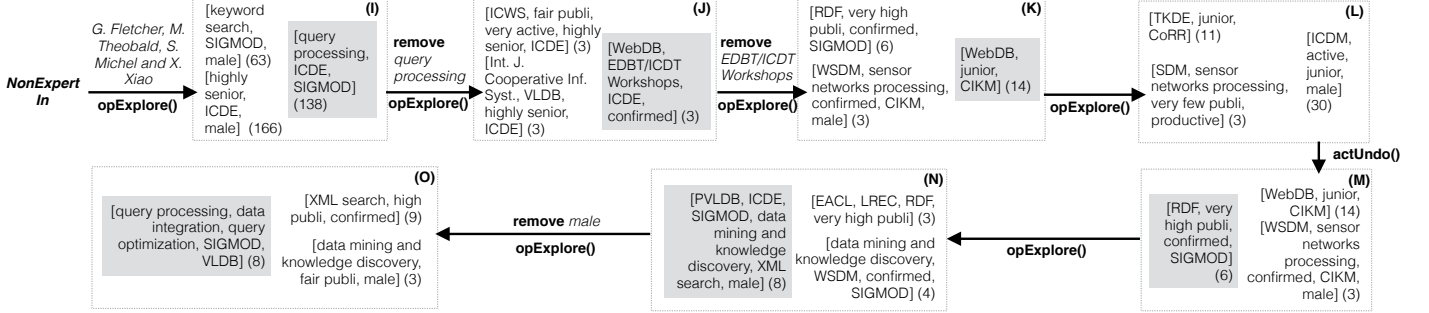 NonExpert
In
G. Fletcher, M.
Theobald, S.
Michel and X.
Xiao
opExplore()
(I)
[keyword
search,
SIGMOD,
male] (63)
[highly
senior,
ICDE,
male] (166)
[query
processing,
ICDE,
SIGMOD]
(138)
remove
query
processing
opExplore()
(J)
[ICWS, fair publi,
very active, highly
senior, ICDE] (3)
[Int. J.
Cooperative Inf.
Syst., VLDB,
highly senior,
ICDE] (3)
[WebDB,
EDBT/ICDT
Workshops,
ICDE,
confirmed] (3)
remove
EDBT/ICDT
Workshops
opExplore()
(K)
[RDF, very high
publi, confirmed,
SIGMOD] (6)
[WSDM, sensor
networks processing,
confirmed, CIKM,
male] (3)
[WebDB,
junior,
CIKM] (14)
opExplore()
(L)
[TKDE, junior,
CoRR] (11)
[SDM, sensor
networks processing,
very few publi,
productive] (3)
[ICDM,
active,
junior,
male]
(30)
actUndo()
(M)
[RDF, very
high publi,
confirmed,
SIGMOD]
(6)
[WebDB, junior,
CIKM] (14)
[WSDM, sensor
networks
processing,
confirmed, CIKM,
male] (3)
opExplore()
(N)
[PVLDB, ICDE,
SIGMOD, data
mining and
knowledge
discovery, XML
search, male] (8)
[EACL, LREC, RDF,
very high publi] (3)
[data mining and
knowledge discovery,
WSDM, confirmed,
SIGMOD] (4)
remove male
opExplore()
(O)
[query processing, data
integration, query
optimization, SIGMOD,
VLDB] (8)
[XML search, high
publi, confirmed] (9)
[data mining and
knowledge discovery,
fair publi, male] (3)